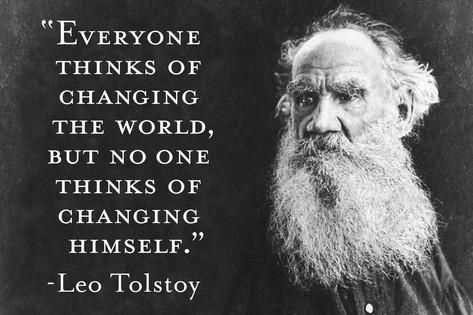 “Everyone
thinks of
changing
the world,
but no one
thinks of
changing
himself.”
-Leo Tolstoy